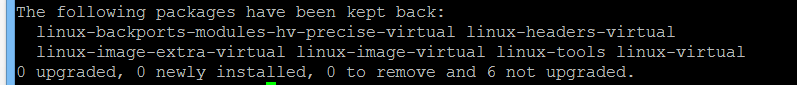 The following packages have been kept back:
linux-backports-modules-hv-precise-virtual linux-headers-virtual
linux-image-extra-virtual linux-image-virtual linux-tools linux-virtual
0 upgraded, 0 newly installed, 0 to remove and 6 not upgraded.